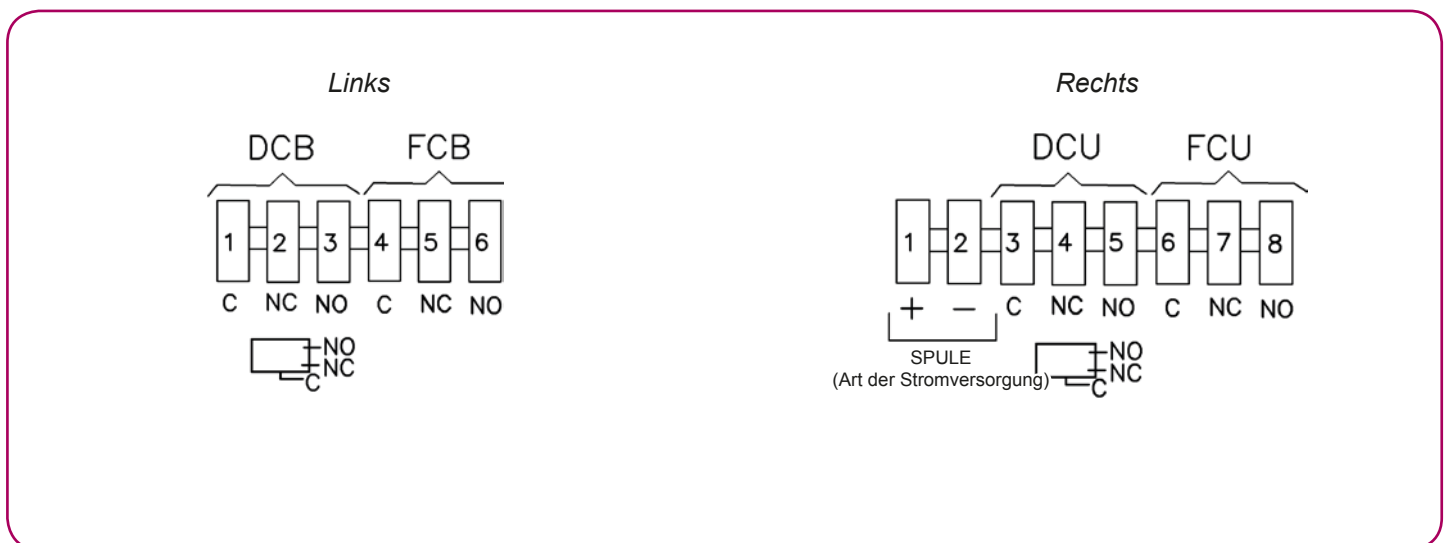 Links
DCB FCB
1 2 3 4 5 6
C NC NO C NC NO
NO
NC
C
Rechts
DCU FCU
1 2 3 4 5 6 7 8
+ − C NC NO C NC NO
SPULE
(Art der Stromversorgung)
NO
NC
C